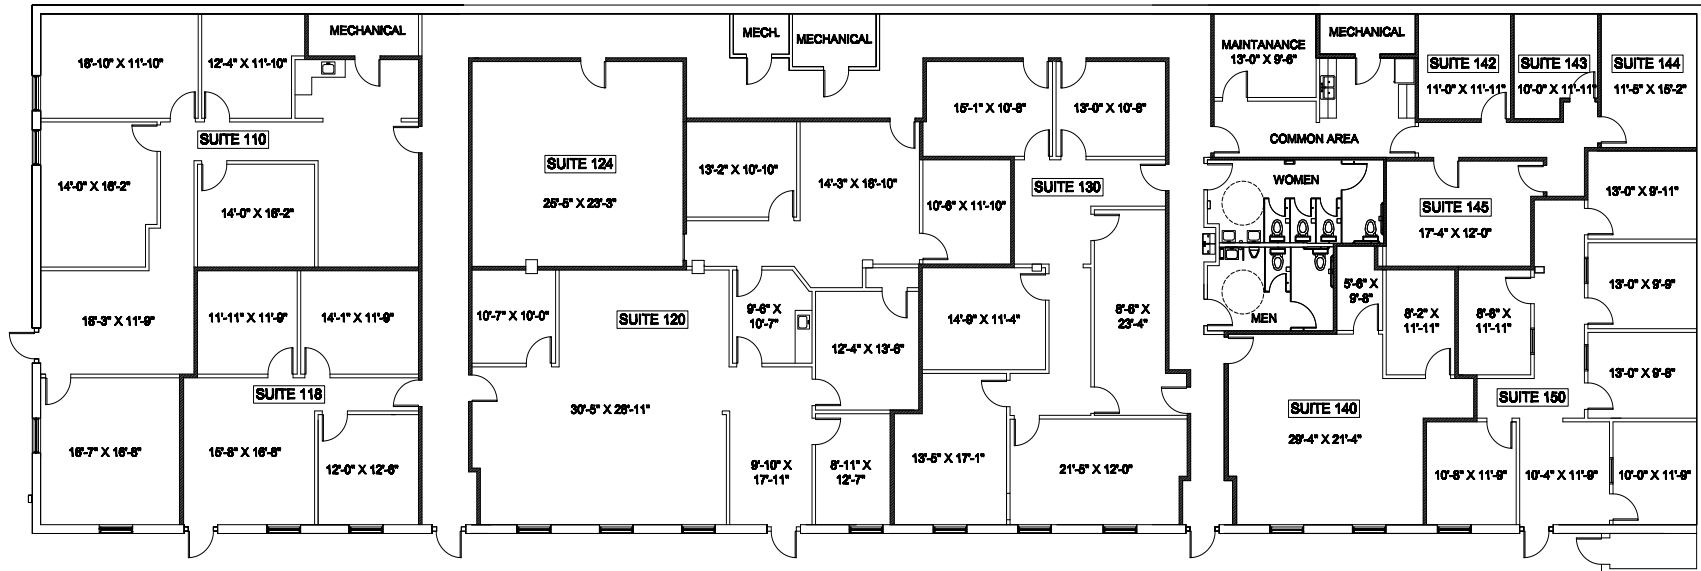 MECHANICAL
18'-10" X 11'-10"
12'-4" X 11'-10"
SUITE 110
14'-0" X 16'-2"
14'-0" X 16'-2"
18'-3" X 11'-9"
11'-11" X 11'-9"
14'-1" X 11'-9"
SUITE 118
16'-7" X 16'-8"
15'-8" X 16'-8"
12'-0" X 12'-6"
MECH.
MECHANICAL
SUITE 124
25'-5" X 23'-3"
13'-2" X 10'-10"
14'-3" X 16'-10"
10'-7" X 10'-0"
SUITE 120
9'-6" X
10'-7"
12'-4" X 13'-6"
30'-5" X 26'-11"
9'-10" X
17'-11"
8'-11" X
12'-7"
15'-1" X 10'-8"
13'-0" X 10'-8"
SUITE 130
10'-6" X 11'-10"
14'-9" X 11'-4"
8'-6" X
23'-4"
13'-5" X 17'-1"
21'-5" X 12'-0"
MAINTANANCE
13'-0" X 9'-6"
MECHANICAL
COMMON AREA
WOMEN
MEN
SUITE 142
11'-0" X 11'-11"
SUITE 143
10'-0" X 11'-11"
SUITE 144
11'-5" X 15'-2"
SUITE 145
17'-4" X 12'-0"
5'-6" X
9'-8"
8'-2" X
11'-11"
8'-8" X
11'-11"
13'-0" X 9'-11"
13'-0" X 9'-9"
13'-0" X 9'-8"
SUITE 140
29'-4" X 21'-4"
SUITE 150
10'-8" X 11'-9"
10'-4" X 11'-9"
10'-0" X 11'-9"